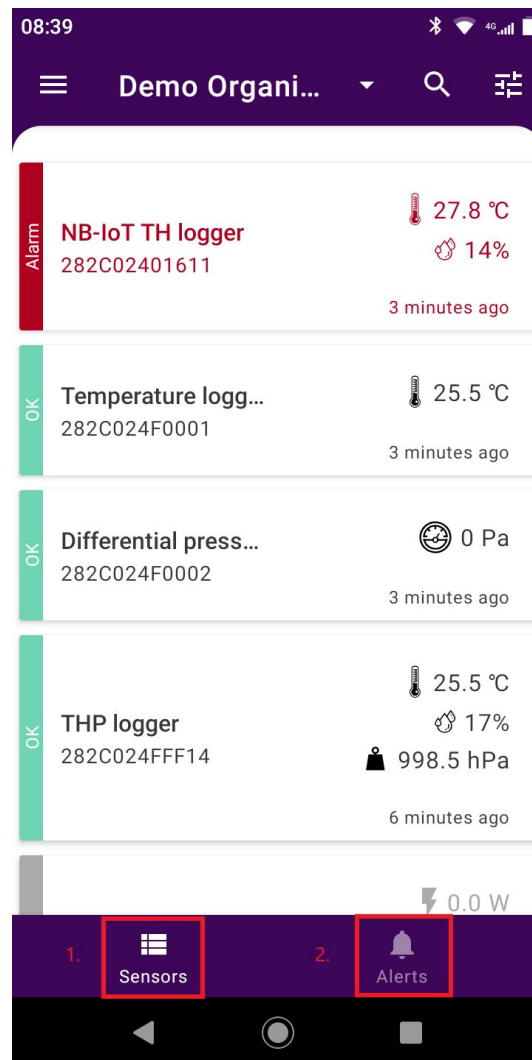 08:39
4G
Demo Organi...
Alarm
NB-IoT TH logger
282C02401611
27.8 ℃
14%
3 minutes ago
OK
Temperature logg...
282C024F0001
25.5 ℃
3 minutes ago
OK
Differential press...
282C024F0002
0 Pa
3 minutes ago
OK
THP logger
282C024FFF14
25.5 ℃
17%
998.5 hPa
6 minutes ago
0.0 W
1.
Sensors
2.
Alerts